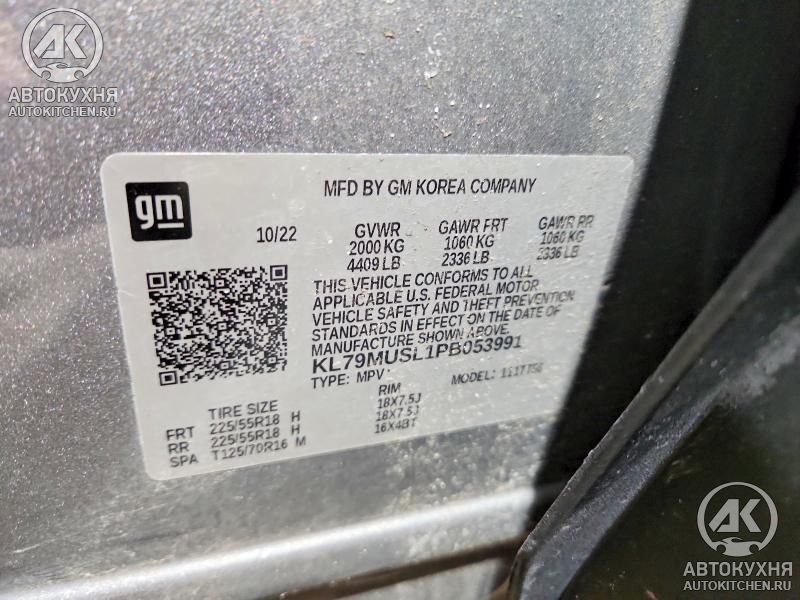 AK
АВТОКУХНЯ
AUTOKITCHEN.RU
gm
MFD BY GM KOREA COMPANY
10/22 GVWR GAWR FRT GAWR RR
2000 KG 1060 KG 1060 KG
4409 LB 2336 LB 2336 LB
THIS VEHICLE CONFORMS TO ALL
APPLICABLE U.S. FEDERAL MOTOR
VEHICLE SAFETY AND THEFT PREVENTION
STANDARDS IN EFFECT ON THE DATE OF
MANUFACTURE SHOWN ABOVE.
KL79MUSL1PB053991
TYPE: MPV MODEL:
TIRE SIZE RIM
FRT 225/55R18 H 18X7.5J
RR 225/55R18 H 18X7.5J
SPA T125/70R16 M 16X4BT
AK
АВТОКУХНЯ
AUTOKITCHEN.RU